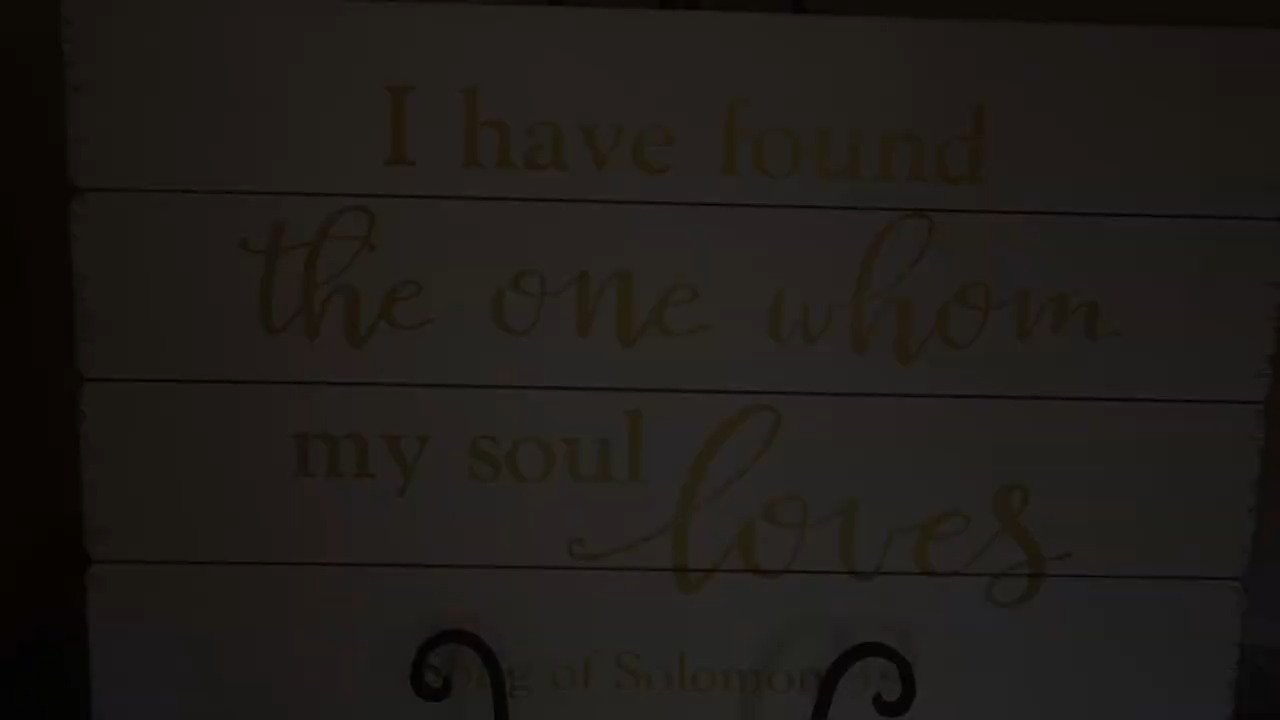 I have found
the one whom
my soul loves
Song of Solomon